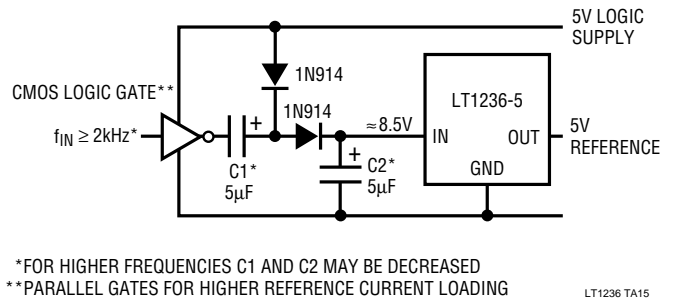 5V LOGIC
SUPPLY
1N914
CMOS LOGIC GATE**
1N914
LT1236-5
fIN ≥ 2kHz*
+
≈8.5V
IN
OUT
5V
REFERENCE
+
C1*
5µF
C2*
5µF
GND
*FOR HIGHER FREQUENCIES C1 AND C2 MAY BE DECREASED
**PARALLEL GATES FOR HIGHER REFERENCE CURRENT LOADING
LT1236 TA15